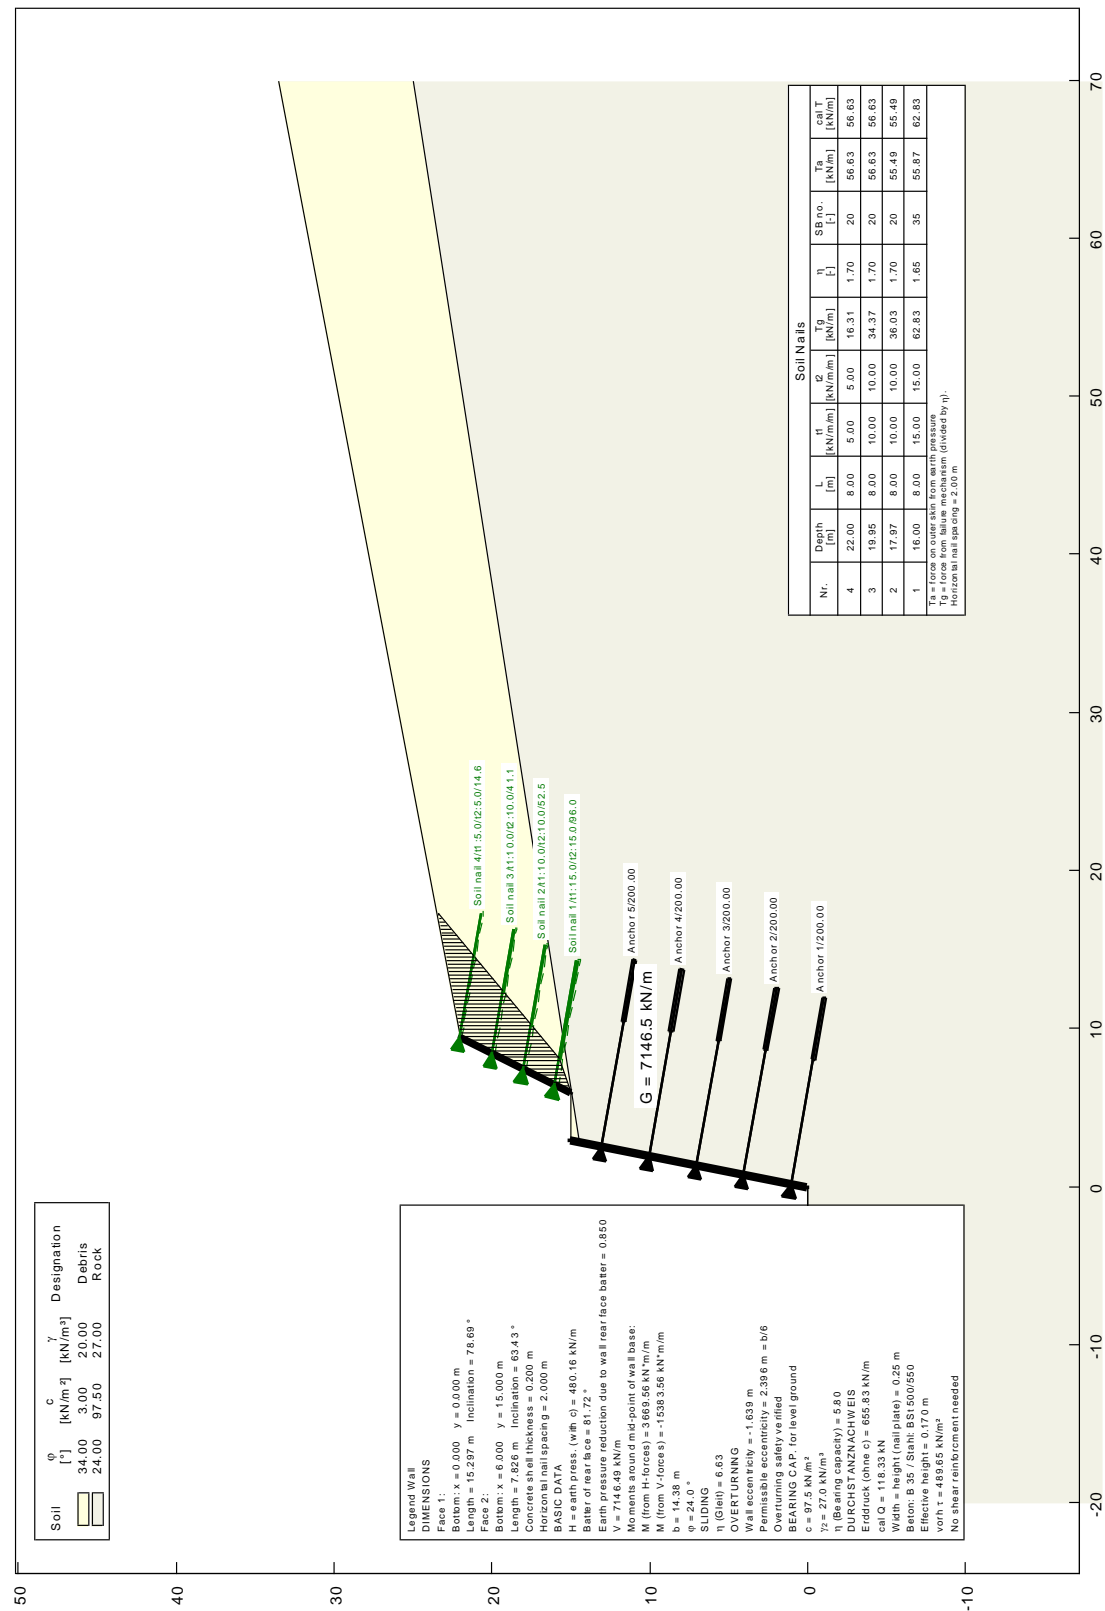 Soil φ c γ Designation
[°] [kN/m²] [kN/m³]
34.00 3.00 20.00 Debris
24.00 97.50 27.00 Rock
Legend Wall
DIMENSIONS
Face 1:
Bottom: x = 0.000 y = 0.000 m
Length = 15.297 m Inclination = 78.69 °
Face 2:
Bottom: x = 6.000 y = 15.000 m
Length = 7.826 m Inclination = 63.43 °
Concrete shell thickness = 0.200 m
Horizontal nail spacing = 2.000 m
BASIC DATA
H = earth press. (with c) = 480.16 kN/m
Batter of rear face = 81.72 °
Earth pressure reduction due to wall rear face batter = 0.850
V = 7146.49 kN/m
Moments around mid-point of wall base:
M (from H-forces) = 3669.56 kN*m/m
M (from V-forces) = -15383.56 kN*m/m
b = 14.38 m
φ = 24.0 °
SLIDING
η (Gleit) = 6.63
OVERTURNING
Wall eccentricity = -1.639 m
Permissible eccentricity = 2.396 m = b/6
Overturning safety verified
BEARING CAP. for level ground
c = 97.5 kN/m²
γ2 = 27.0 kN/m³
η (Bearing capacity) = 5.80
DURCHSTANZNACHWEIS
Erddruck (ohne c) = 655.83 kN/m
cal Q = 118.33 kN
Width = height (nail plate) = 0.25 m
Beton: B 35 / Stahl: BSt 500/550
Effective height = 0.170 m
vorh τ = 489.65 kN/m²
No shear reinforcment needed
Soil nail 4/t1:5.0/t2:5.0/14.6
Soil nail 3/t1:10.0/t2:10.0/41.1
Soil nail 2/t1:10.0/t2:10.0/52.5
Soil nail 1/t1:15.0/t2:15.0/96.0
Anchor 5/200.00
G = 7146.5 kN/m
Anchor 4/200.00
Anchor 3/200.00
Anchor 2/200.00
Anchor 1/200.00
Soil Nails
Nr. Depth L t1 t2 Tg η SB no. Ta cal T
[m] [m] [kN/m/m] [kN/m/m] [kN/m] [-] [-] [kN/m] [kN/m]
4 22.00 8.00 5.00 5.00 16.31 1.70 20 56.63 56.63
3 19.95 8.00 10.00 10.00 34.37 1.70 20 56.63 56.63
2 17.97 8.00 10.00 10.00 36.03 1.70 20 55.49 55.49
1 16.00 8.00 15.00 15.00 62.83 1.65 35 55.87 62.83
Ta = force on outer skin from earth pressure
Tg = force from failure mechanism (divided by η).
Horizontal nail spacing = 2.00 m
50
40
30
20
10
0
-10
-20
-10
0
10
20
30
40
50
60
70